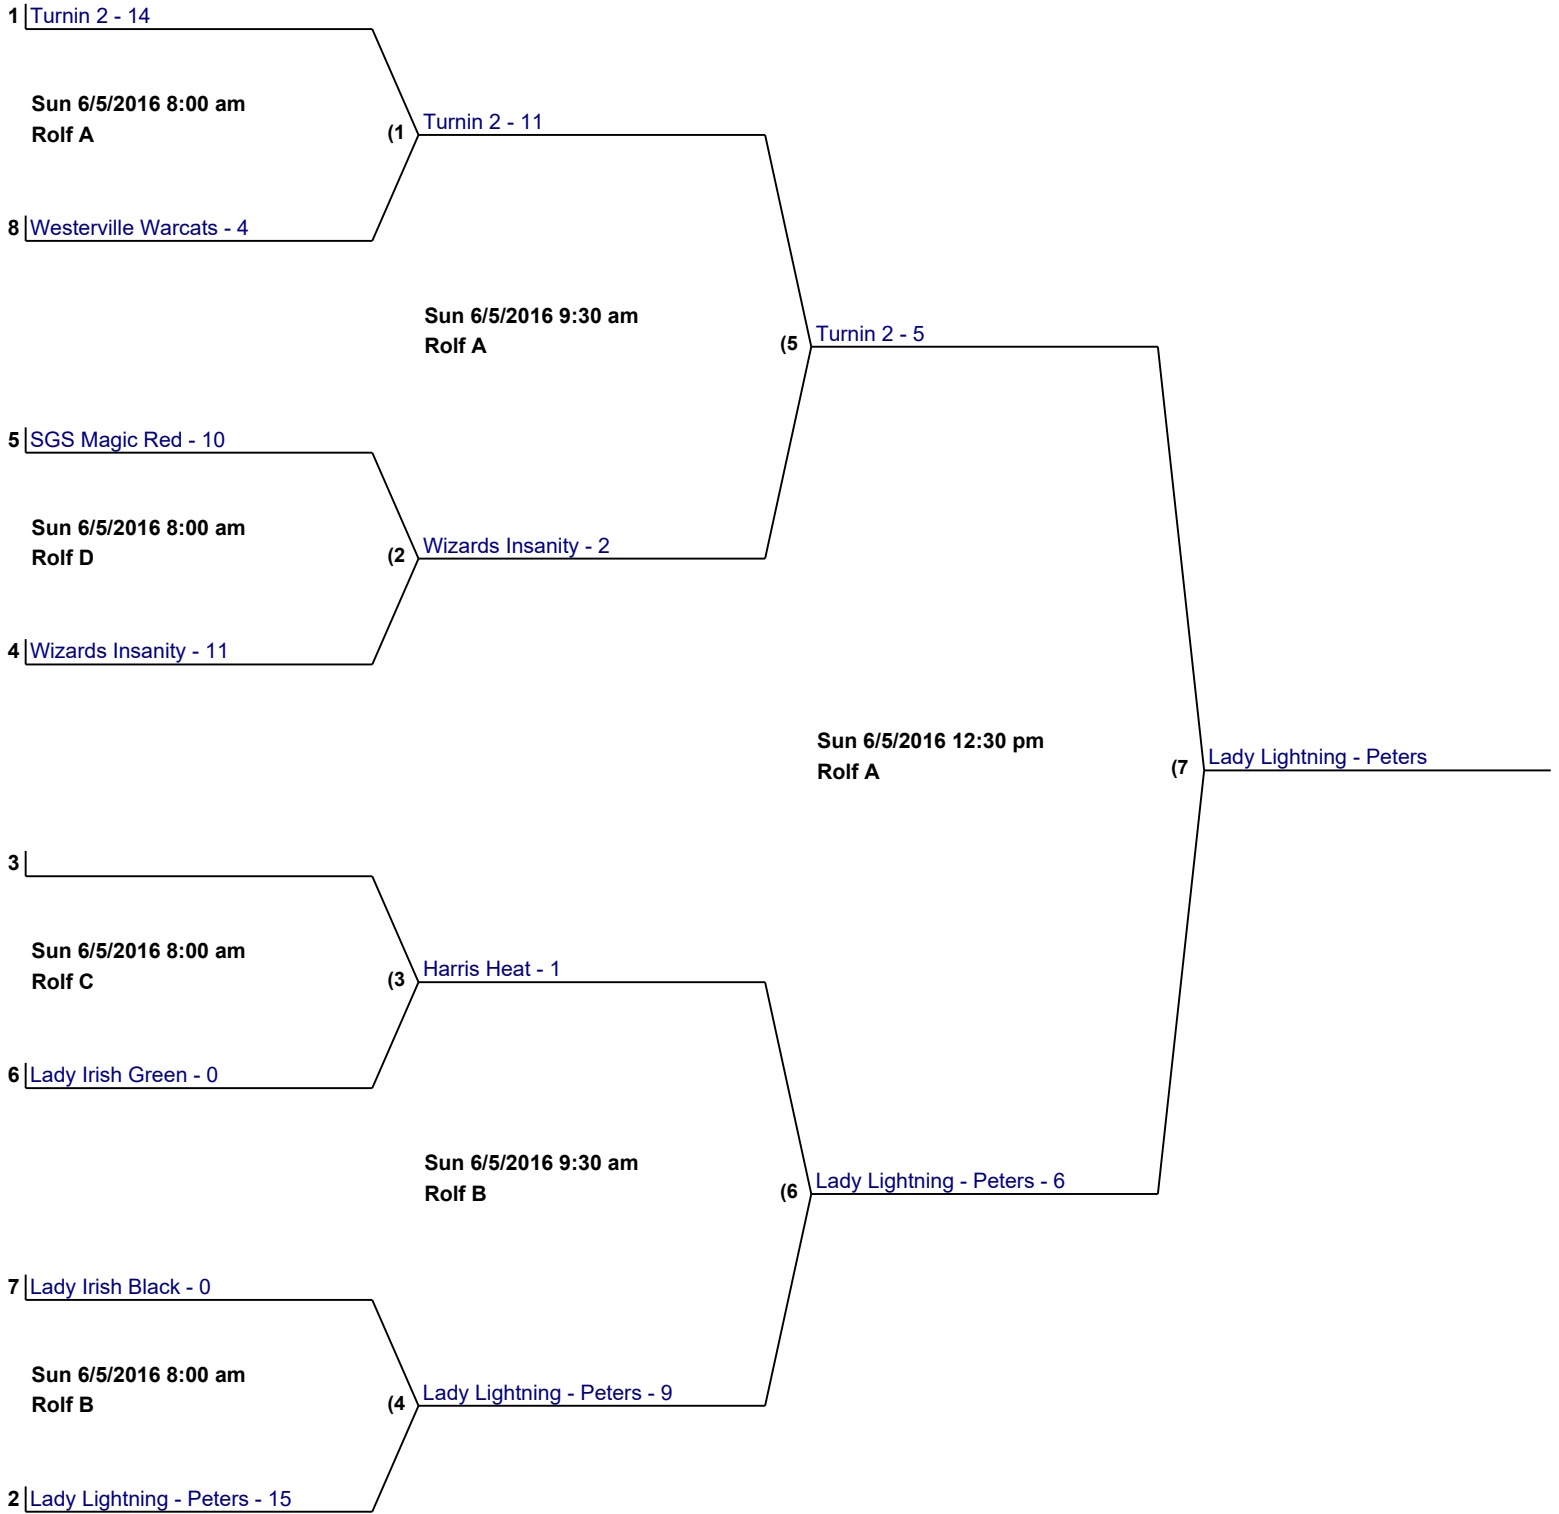 1 Turnin 2 - 14
Sun 6/5/2016 8:00 am
Rolf A
(1
Turnin 2 - 11
8 Westerville Warcats - 4
Sun 6/5/2016 9:30 am
Rolf A
(5
Turnin 2 - 5
5 SGS Magic Red - 10
Sun 6/5/2016 8:00 am
Rolf D
(2
Wizards Insanity - 2
4 Wizards Insanity - 11
Sun 6/5/2016 12:30 pm
Rolf A
(7
Lady Lightning - Peters
3
Sun 6/5/2016 8:00 am
Rolf C
(3
Harris Heat - 1
6 Lady Irish Green - 0
Sun 6/5/2016 9:30 am
Rolf B
(6
Lady Lightning - Peters - 6
7 Lady Irish Black - 0
Sun 6/5/2016 8:00 am
Rolf B
(4
Lady Lightning - Peters - 9
2 Lady Lightning - Peters - 15